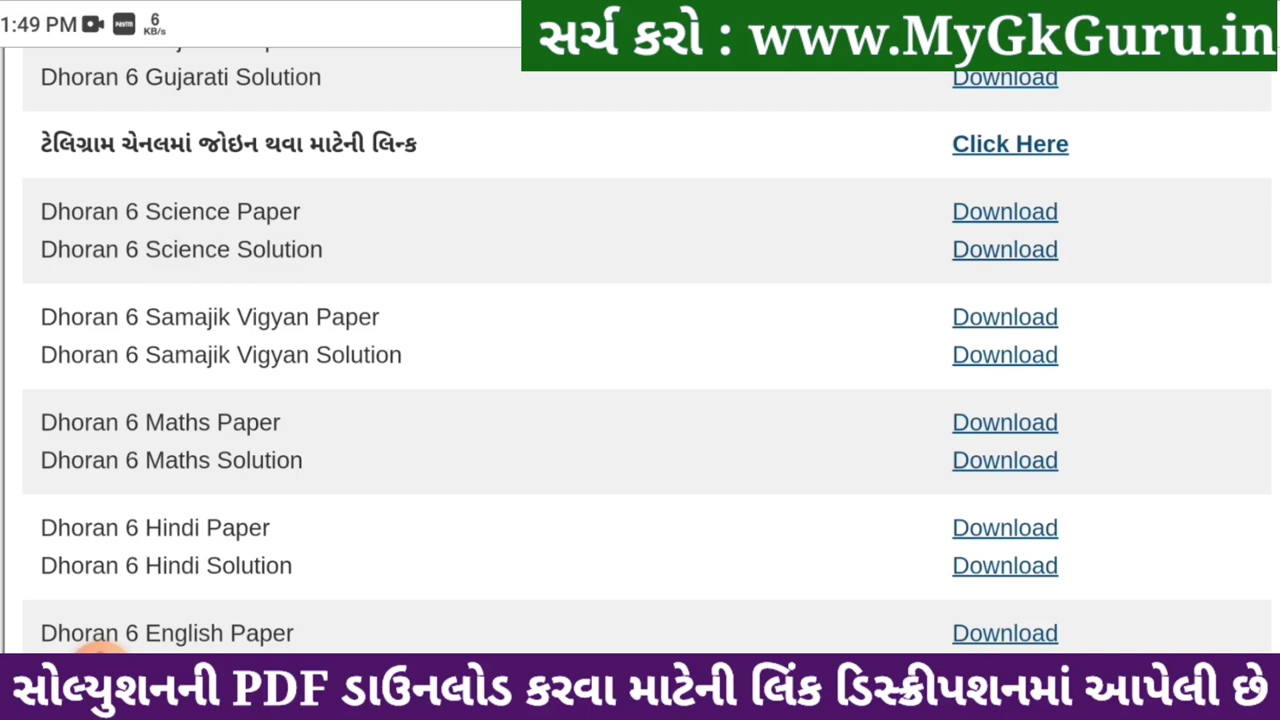 1:49 PM
Paytm
6
KB/s
સર્ચ કરો : www.MyGkGuru.in
Dhoran 6 Gujarati Solution Download
ટેલિગ્રામ ચેનલમાં જોઇન થવા માટેની લિન્ક Click Here
Dhoran 6 Science Paper Download
Dhoran 6 Science Solution Download
Dhoran 6 Samajik Vigyan Paper Download
Dhoran 6 Samajik Vigyan Solution Download
Dhoran 6 Maths Paper Download
Dhoran 6 Maths Solution Download
Dhoran 6 Hindi Paper Download
Dhoran 6 Hindi Solution Download
Dhoran 6 English Paper Download
સોલ્યુશનની PDF ડાઉનલોડ કરવા માટેની લિંક ડિસ્ક્રીપશનમાં આપેલી છે